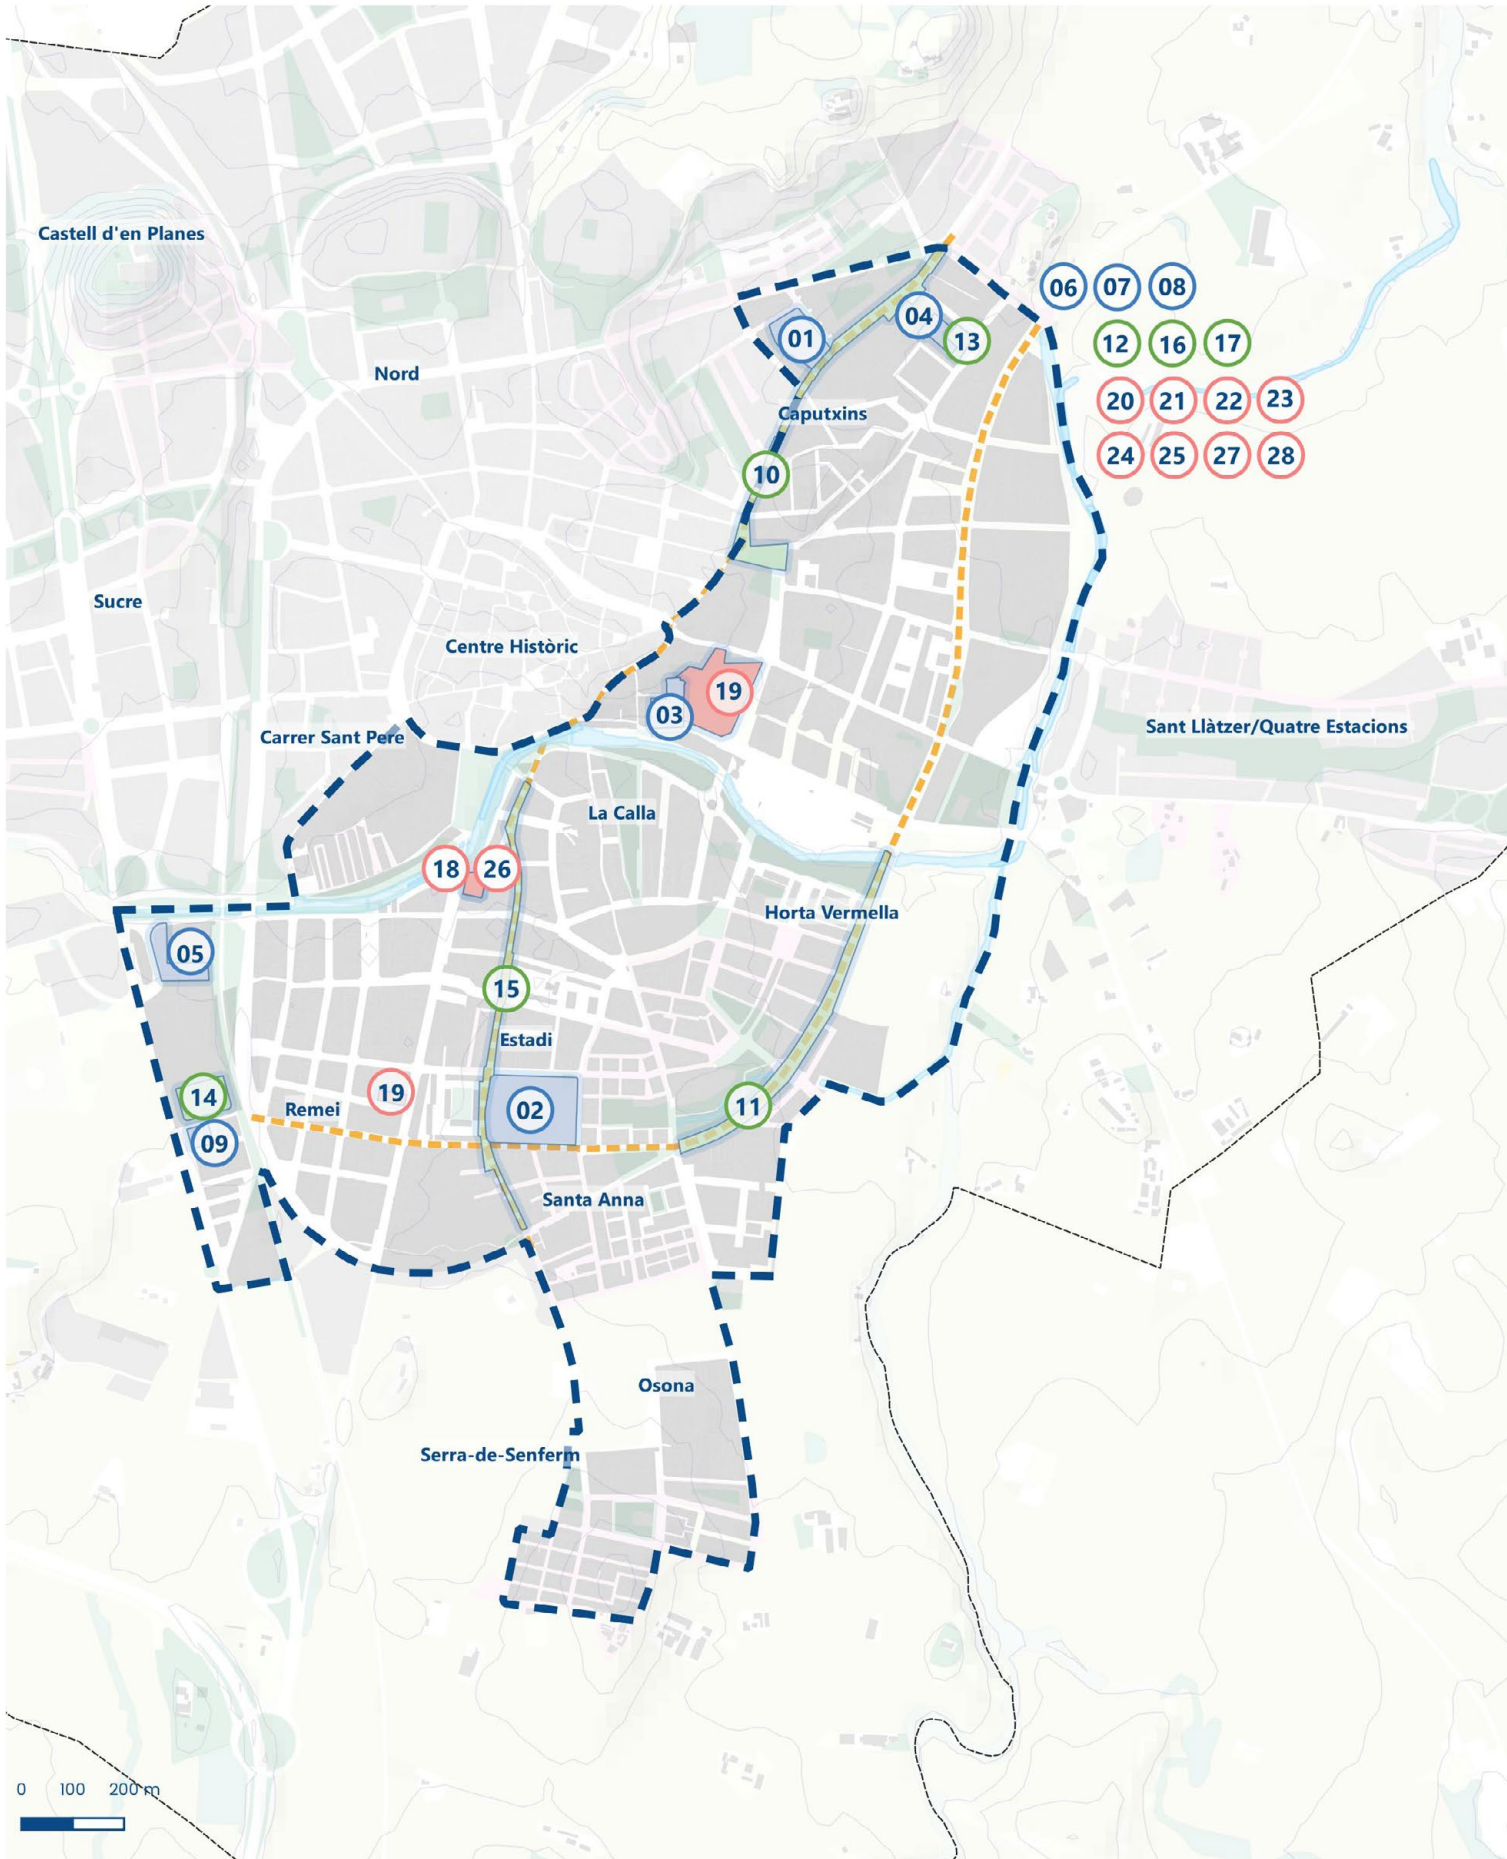 Castell d'en Planes
06 07 08
01
04
13
12 16 17
Nord
20 21 22 23
Caputxins
24 25 27 28
10
Sucre
Centre Històric
19
03
Sant Llàtzer/Quatre Estacions
Carrer Sant Pere
La Calla
18 26
Horta Vermella
05
15
Estadi
14
19
Remei
02
11
09
Santa Anna
Osona
Serra-de-Senferm
0 100 200 m